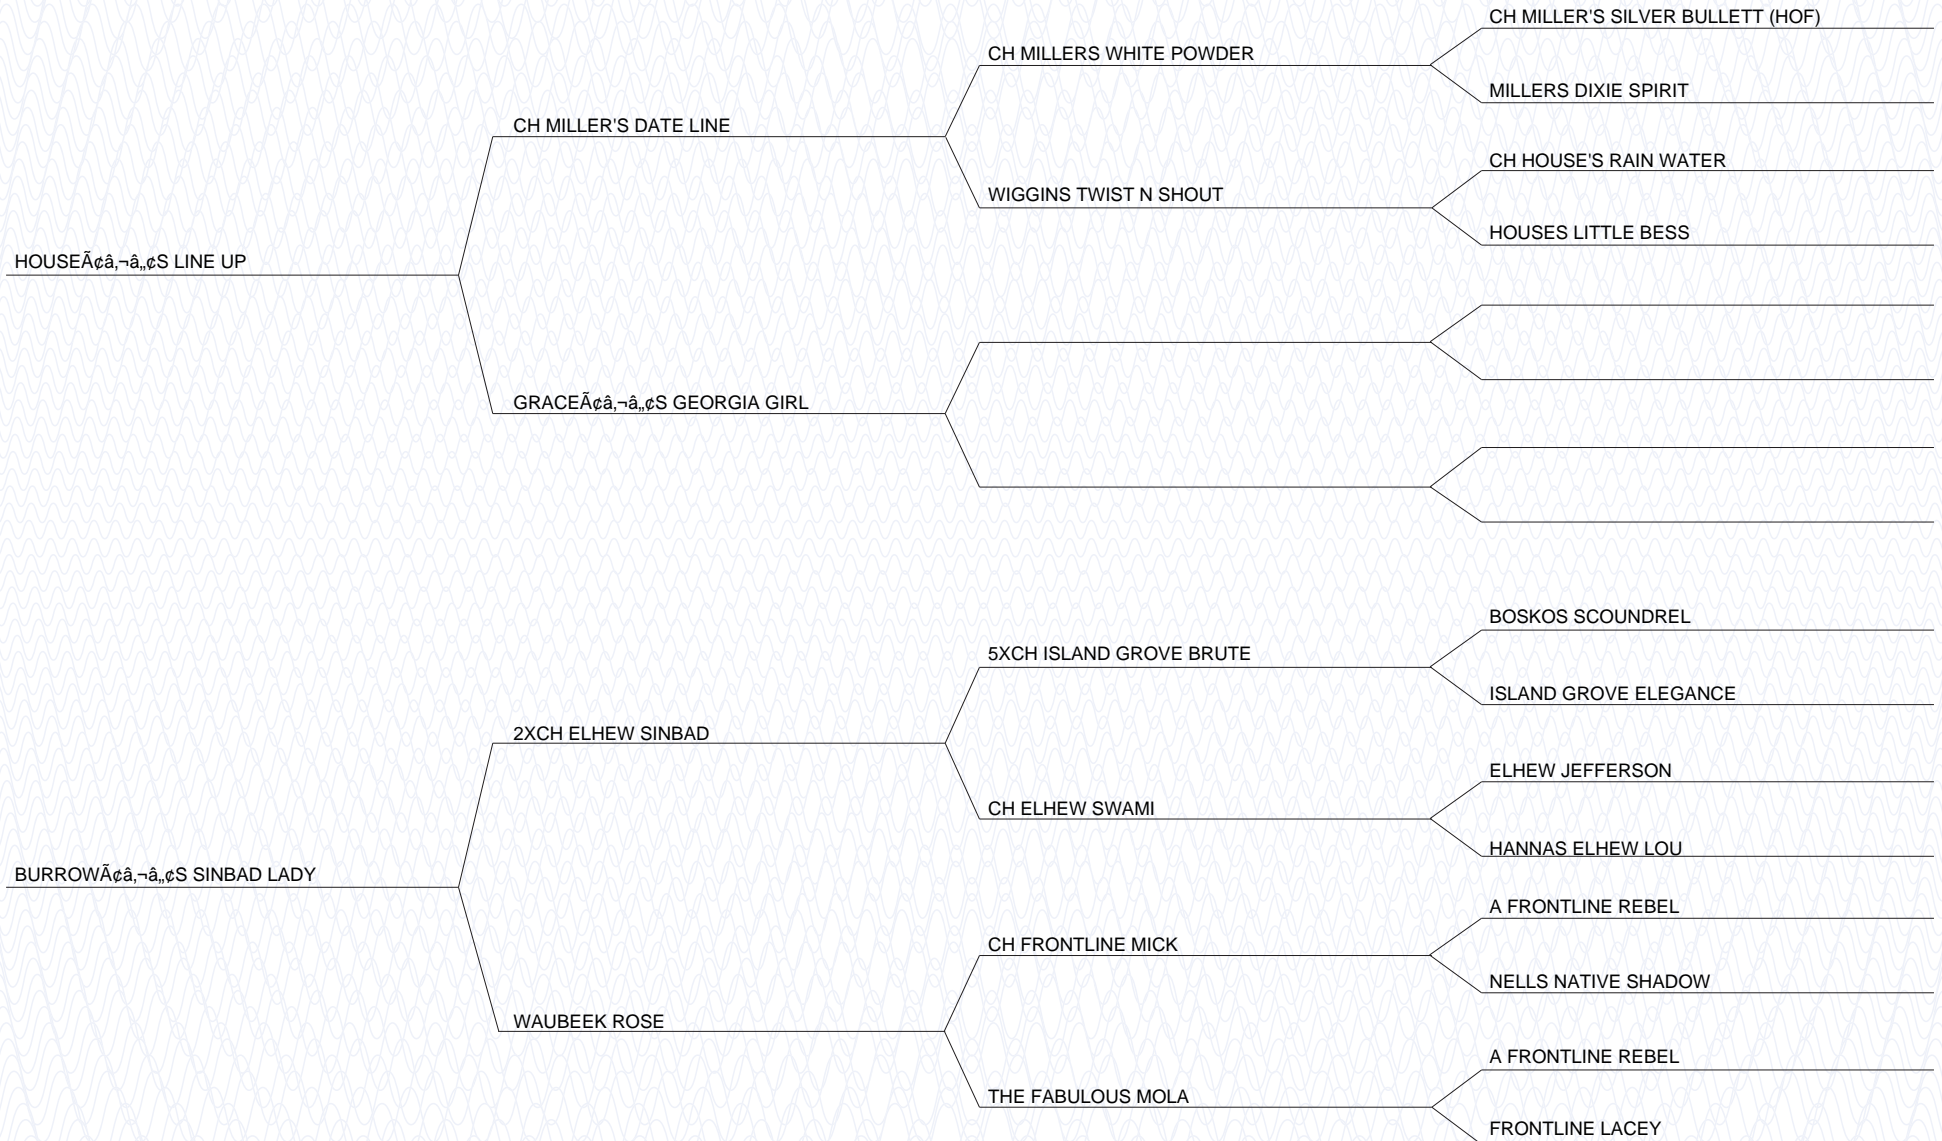 CH MILLER'S SILVER BULLETT (HOF)
CH MILLERS WHITE POWDER
MILLERS DIXIE SPIRIT
CH MILLER'S DATE LINE
CH HOUSE'S RAIN WATER
WIGGINS TWIST N SHOUT
HOUSES LITTLE BESS
HOUSEÃ¢â‚¬â„¢S LINE UP
GRACEÃ¢â‚¬â„¢S GEORGIA GIRL
BOSKOS SCOUNDREL
5XCH ISLAND GROVE BRUTE
ISLAND GROVE ELEGANCE
2XCH ELHEW SINBAD
ELHEW JEFFERSON
CH ELHEW SWAMI
HANNAS ELHEW LOU
BURROWÃ¢â‚¬â„¢S SINBAD LADY
A FRONTLINE REBEL
CH FRONTLINE MICK
NELLS NATIVE SHADOW
WAUBEEK ROSE
A FRONTLINE REBEL
THE FABULOUS MOLA
FRONTLINE LACEY